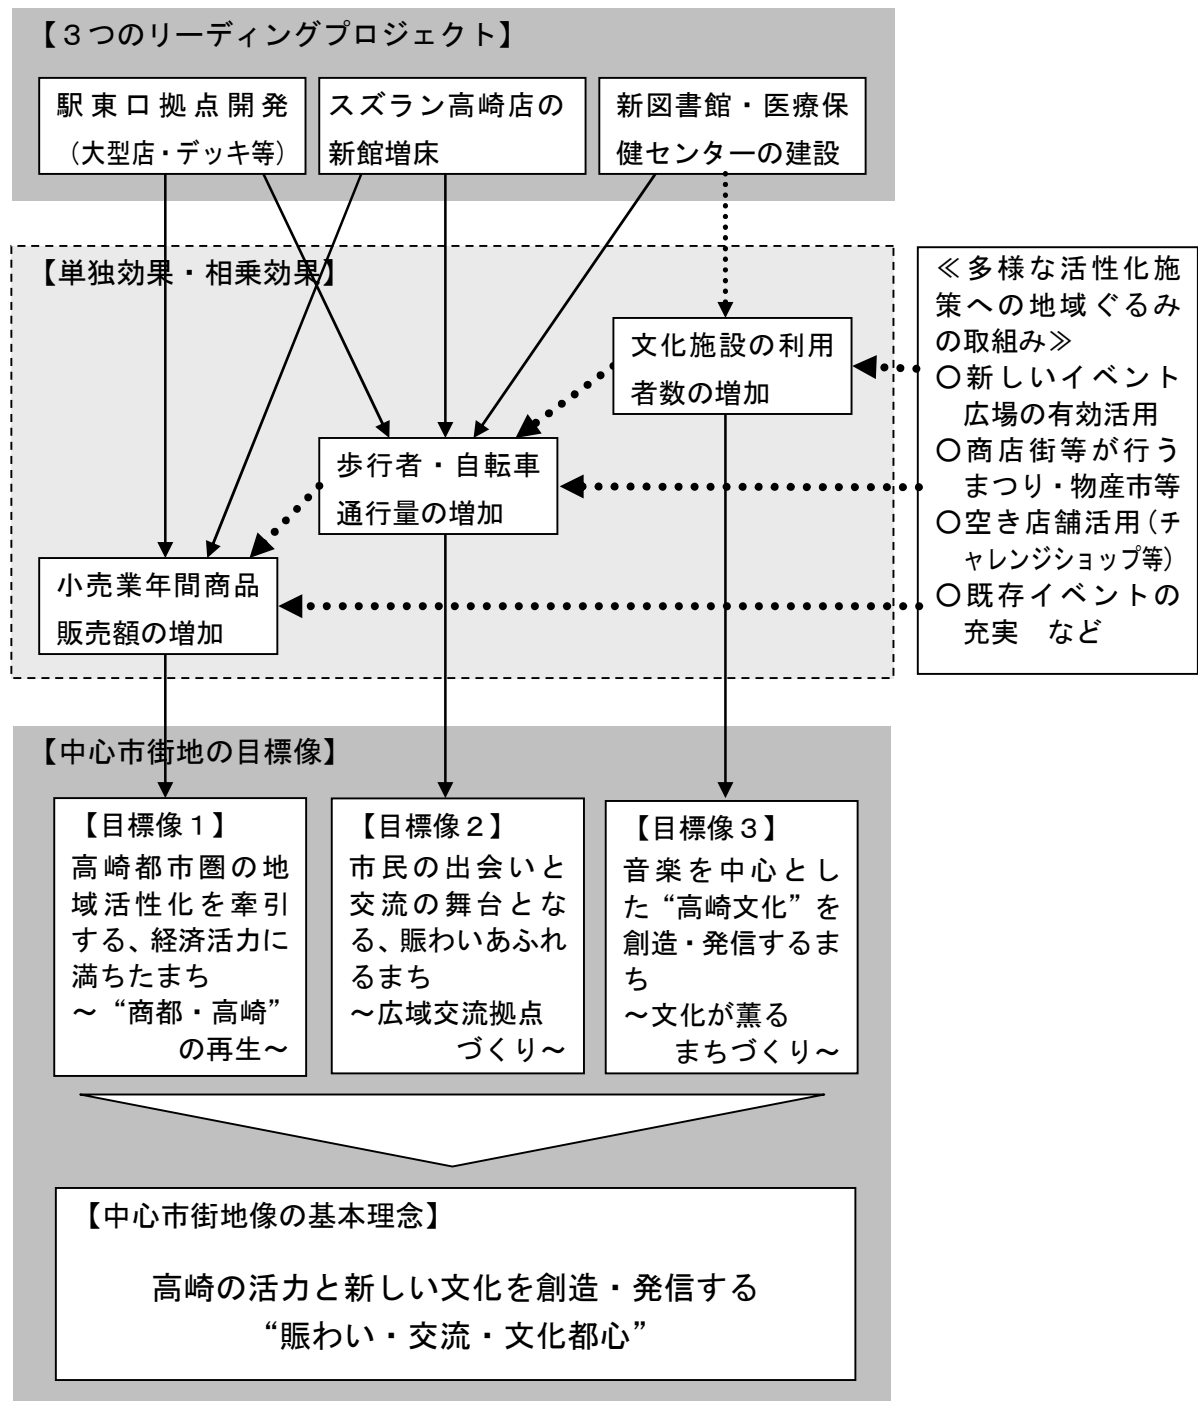 【３つのリーディングプロジェクト】
駅東口拠点開発
（大型店・デッキ等）
スズラン高崎店の
新館増床
新図書館・医療保
健センターの建設
【単独効果・相乗効果】
文化施設の利用
者数の増加
歩行者・自転車
通行量の増加
小売業年間商品
販売額の増加
≪多様な活性化施
策への地域ぐるみ
の取組み≫
〇新しいイベント
広場の有効活用
〇商店街等が行う
まつり・物産市等
〇空き店舗活用（チ
ャレンジショップ等）
〇既存イベントの
充実　など
【中心市街地の目標像】
【目標像１】
高崎都市圏の地
域活性化を牽引
する、経済活力に
満ちたまち
～“商都・高崎”
の再生～
【目標像２】
市民の出会いと
交流の舞台とな
る、賑わいあふれ
るまち
～広域交流拠点
づくり～
【目標像３】
音楽を中心とし
た“高崎文化”を
創造・発信するま
ち
～文化が薫る
まちづくり～
【中心市街地像の基本理念】
高崎の活力と新しい文化を創造・発信する
“賑わい・交流・文化都心”